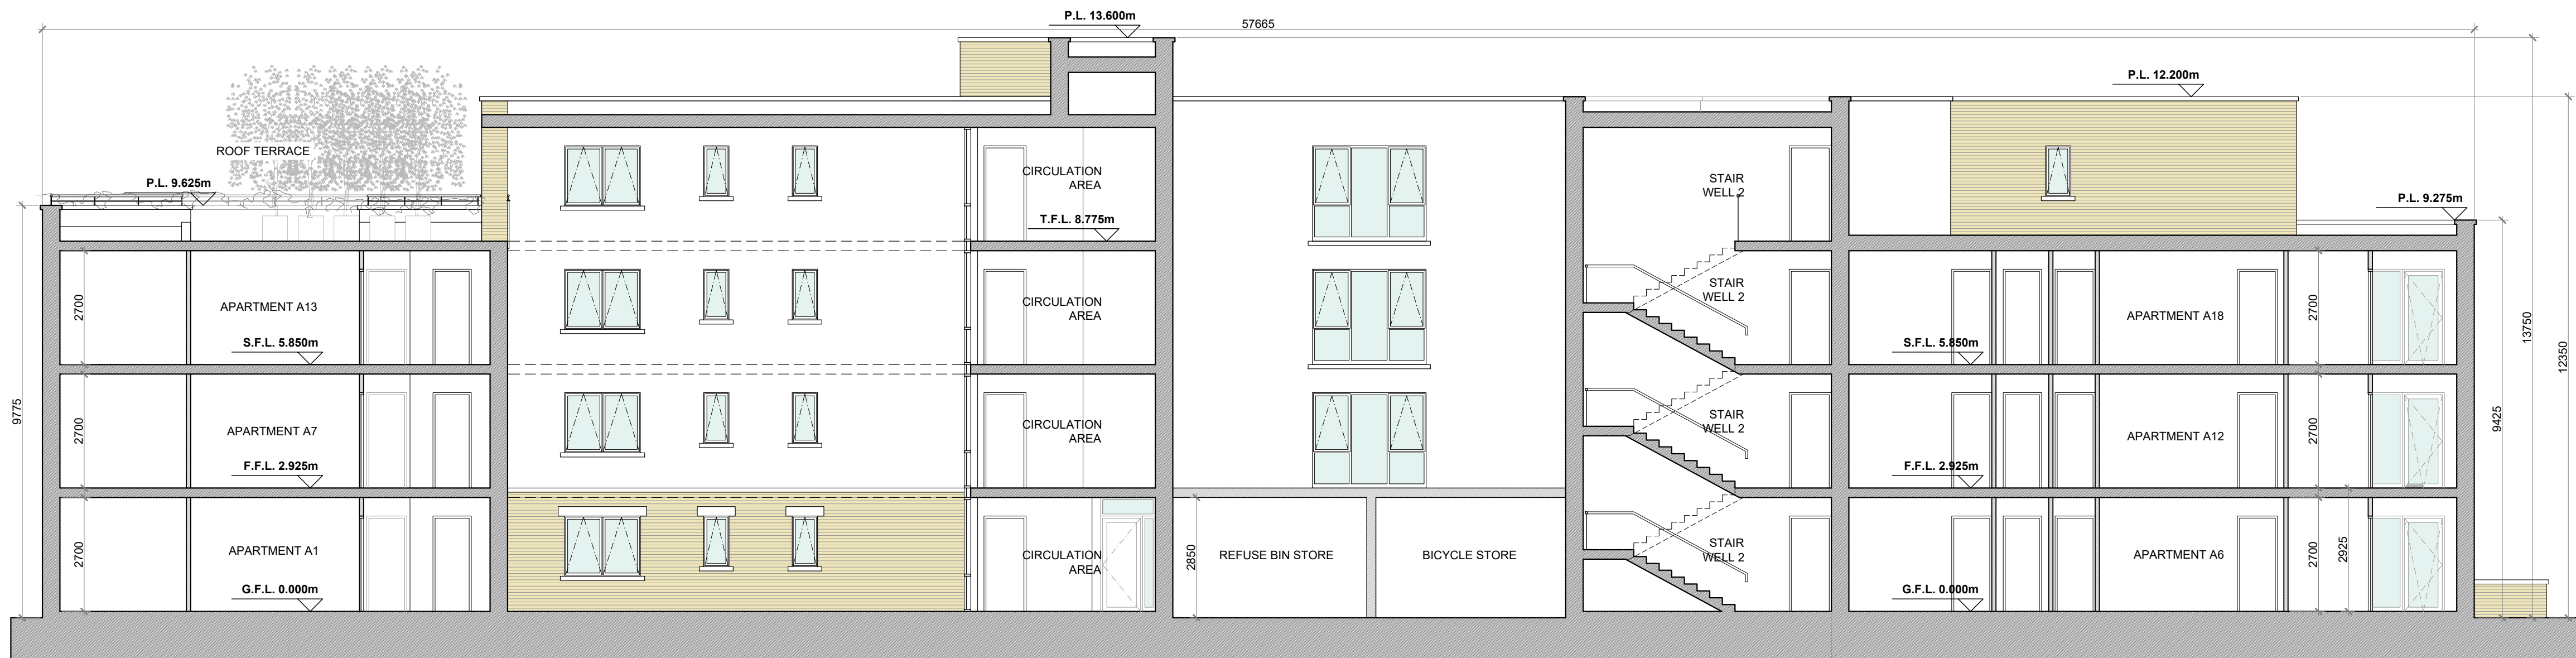 P.L. 13.600m
57665
P.L. 12.200m
ROOF TERRACE
P.L. 9.625m
CIRCULATION
AREA
STAIR
WELL 2
P.L. 9.275m
T.F.L. 8.775m
2700
APARTMENT A13
S.F.L. 5.850m
CIRCULATION
AREA
STAIR
WELL 2
S.F.L. 5.850m
APARTMENT A18
2700
13750
12350
9775
2700
APARTMENT A7
F.F.L. 2.925m
CIRCULATION
AREA
STAIR
WELL 2
F.F.L. 2.925m
APARTMENT A12
2700
9425
2700
APARTMENT A1
G.F.L. 0.000m
CIRCULATION
AREA
2850
REFUSE BIN STORE
BICYCLE STORE
STAIR
WELL 2
G.F.L. 0.000m
APARTMENT A6
2700
2925